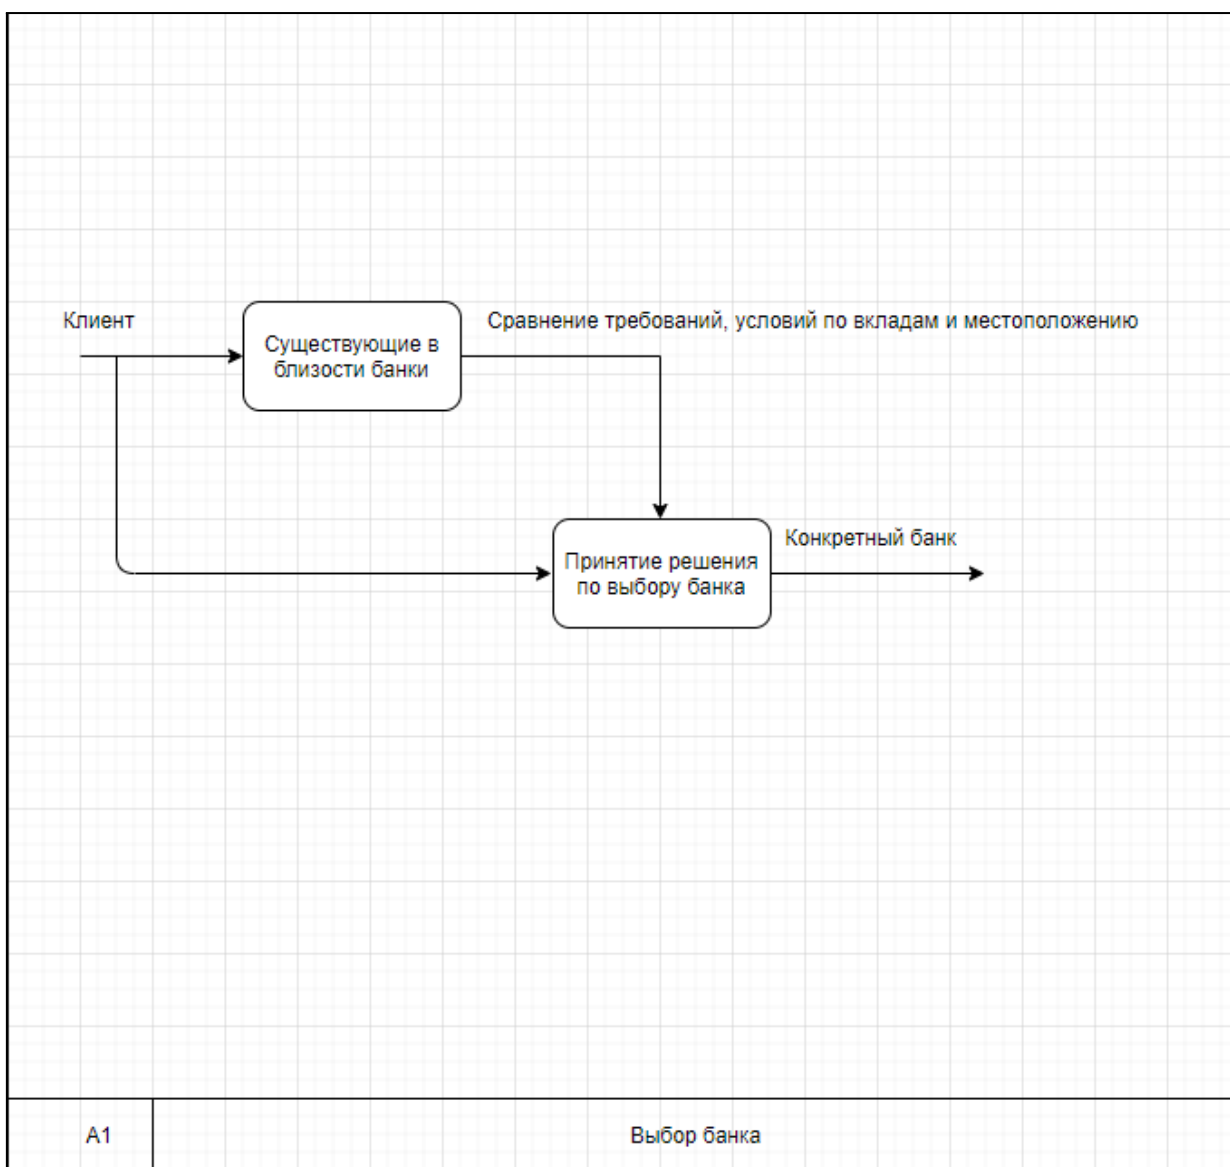 Клиент
Существующие в
близости банки
Сравнение требований, условий по вкладам и местоположению
Принятие решения
по выбору банка
Конкретный банк
А1
Выбор банка